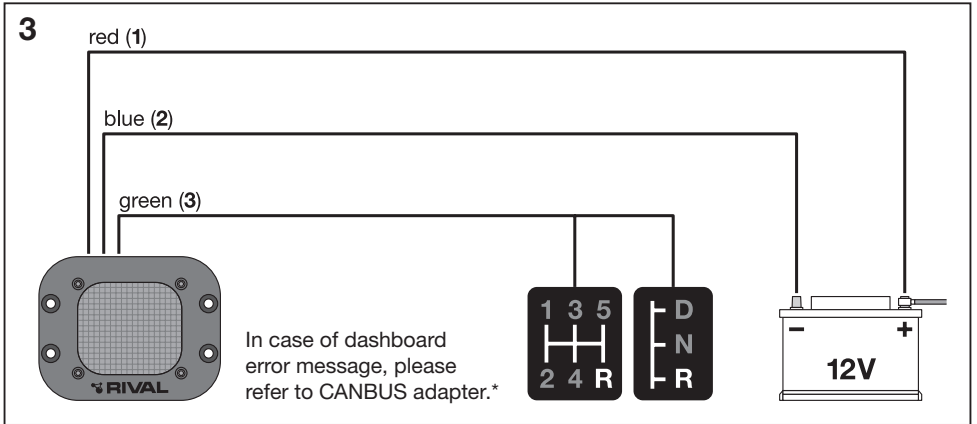 3
red (1)
blue (2)
green (3)
RIVAL
In case of dashboard
error message, please
refer to CANBUS adapter.*
1 3 5
2 4 R
D
N
R
− +
12V